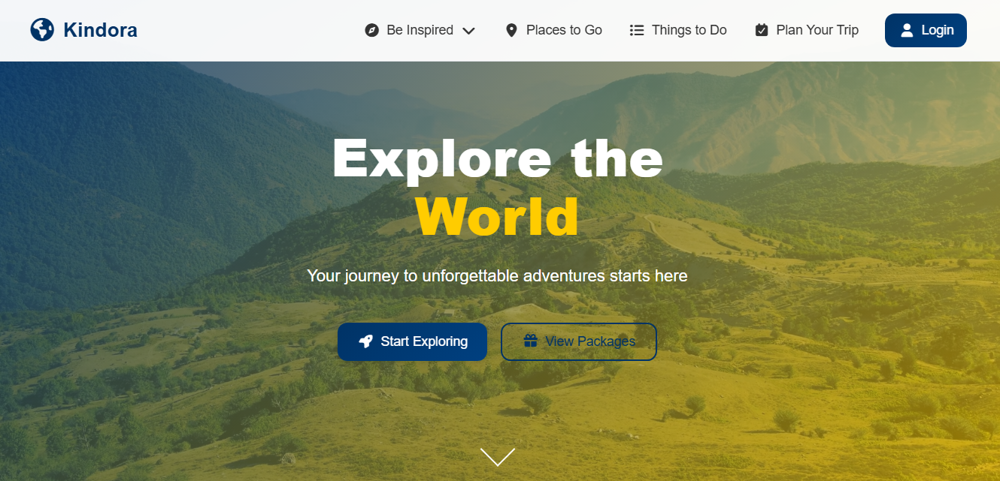 Kindora
Be Inspired
Places to Go
Things to Do
Plan Your Trip
Login
Explore the
World
Your journey to unforgettable adventures starts here
Start Exploring
View Packages